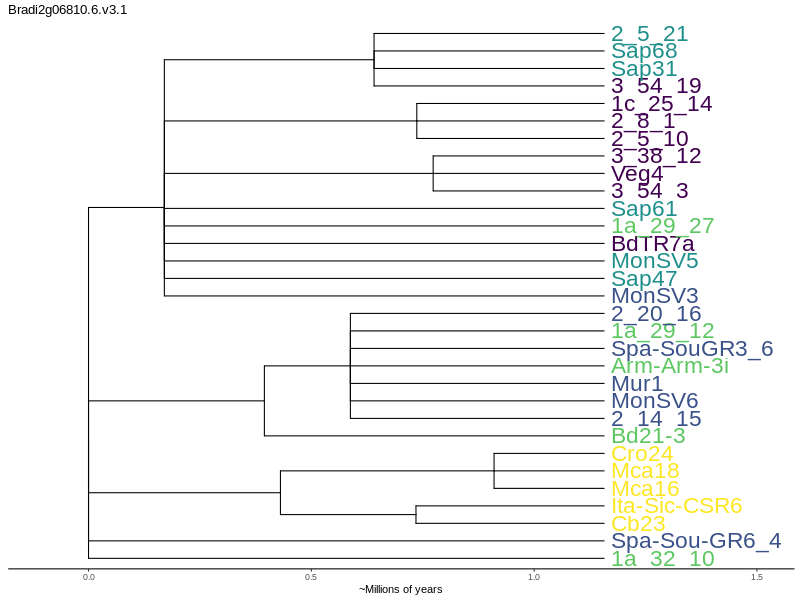 Bradi2g06810.6.v3.1
2_5_21
Sap68
Sap31
3_54_19
1c_25_14
2_8_1
2_5_10
3_38_12
Veg4
3_54_3
Sap61
1a_29_27
BdTR7a
MonSV5
Sap47
MonSV3
2_20_16
1a_29_12
Spa-SouGR3_6
Arm-Arm-3i
Mur1
MonSV6
2_14_15
Bd21-3
Cro24
Mca18
Mca16
Ita-Sic-CSR6
Cb23
Spa-Sou-GR6_4
1a_32_10
0.0 0.5 1.0 1.5
~Millions of years